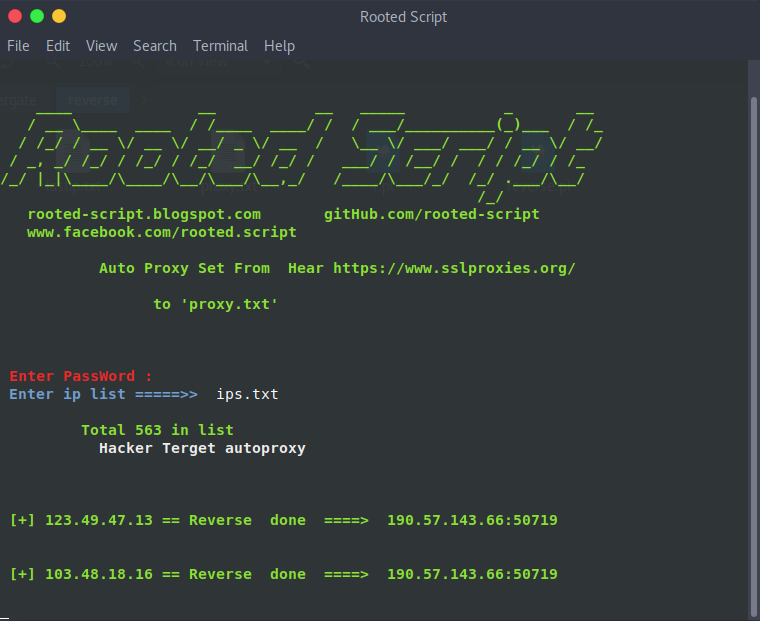 Rooted Script
File Edit View Search Terminal Help
reverse
Rooted Script
rooted-script.blogspot.com gitHub.com/rooted-script
www.facebook.com/rooted.script
Auto Proxy Set From Hear https://www.sslproxies.org/
to 'proxy.txt'
Enter PassWord :
Enter ip list =====>> ips.txt
Total 563 in list
Hacker Terget autoproxy
[+] 123.49.47.13 == Reverse done ====> 190.57.143.66:50719
[+] 103.48.18.16 == Reverse done ====> 190.57.143.66:50719